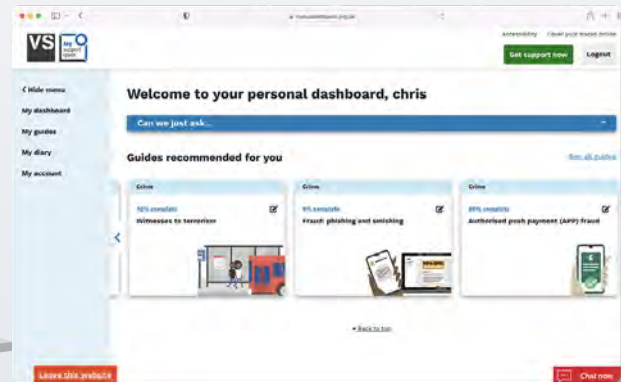 VS My support space
Accessibility Cover your tracks online
Get support now Logout
Hide menu
My dashboard
My guides
My diary
My account
Welcome to your personal dashboard, chris
Can we just ask...
Guides recommended for you
See all guides
Crime
complete
Witnesses to terrorism
Crime
complete
Fraud: phishing and smishing
Crime
complete
Authorised push payment (APP) fraud
Back to top
Leave this website
Chat now